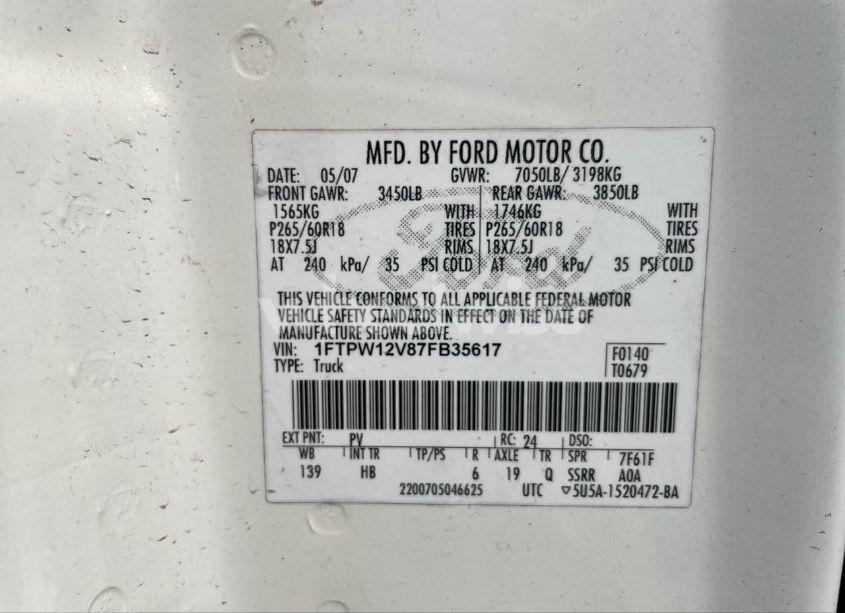 MFD. BY FORD MOTOR CO.
DATE: 05/07 GVWR: 7050LB/ 3198KG
FRONT GAWR: 3450LB REAR GAWR: 3850LB
1565KG WITH 1746KG WITH
P265/60R18 TIRES P265/60R18 TIRES
18X7.5J RIMS 18X7.5J RIMS
AT 240 kPa/ 35 PSI COLD AT 240 kPa/ 35 PSI COLD
Ford
THIS VEHICLE CONFORMS TO ALL APPLICABLE FEDERAL MOTOR
VEHICLE SAFETY STANDARDS IN EFFECT ON THE DATE OF
MANUFACTURE SHOWN ABOVE.
VIN: 1FTPW12V87FB35617 F0140
TYPE: Truck T0679
EXT PNT: PV RC: 24 DSO:
WB INT TR TP/PS R AXLE TR SPR 7F61F
139 HB 6 19 Q SSRR AOA
2200705046625 UTC ▽5U5A-1520472-BA